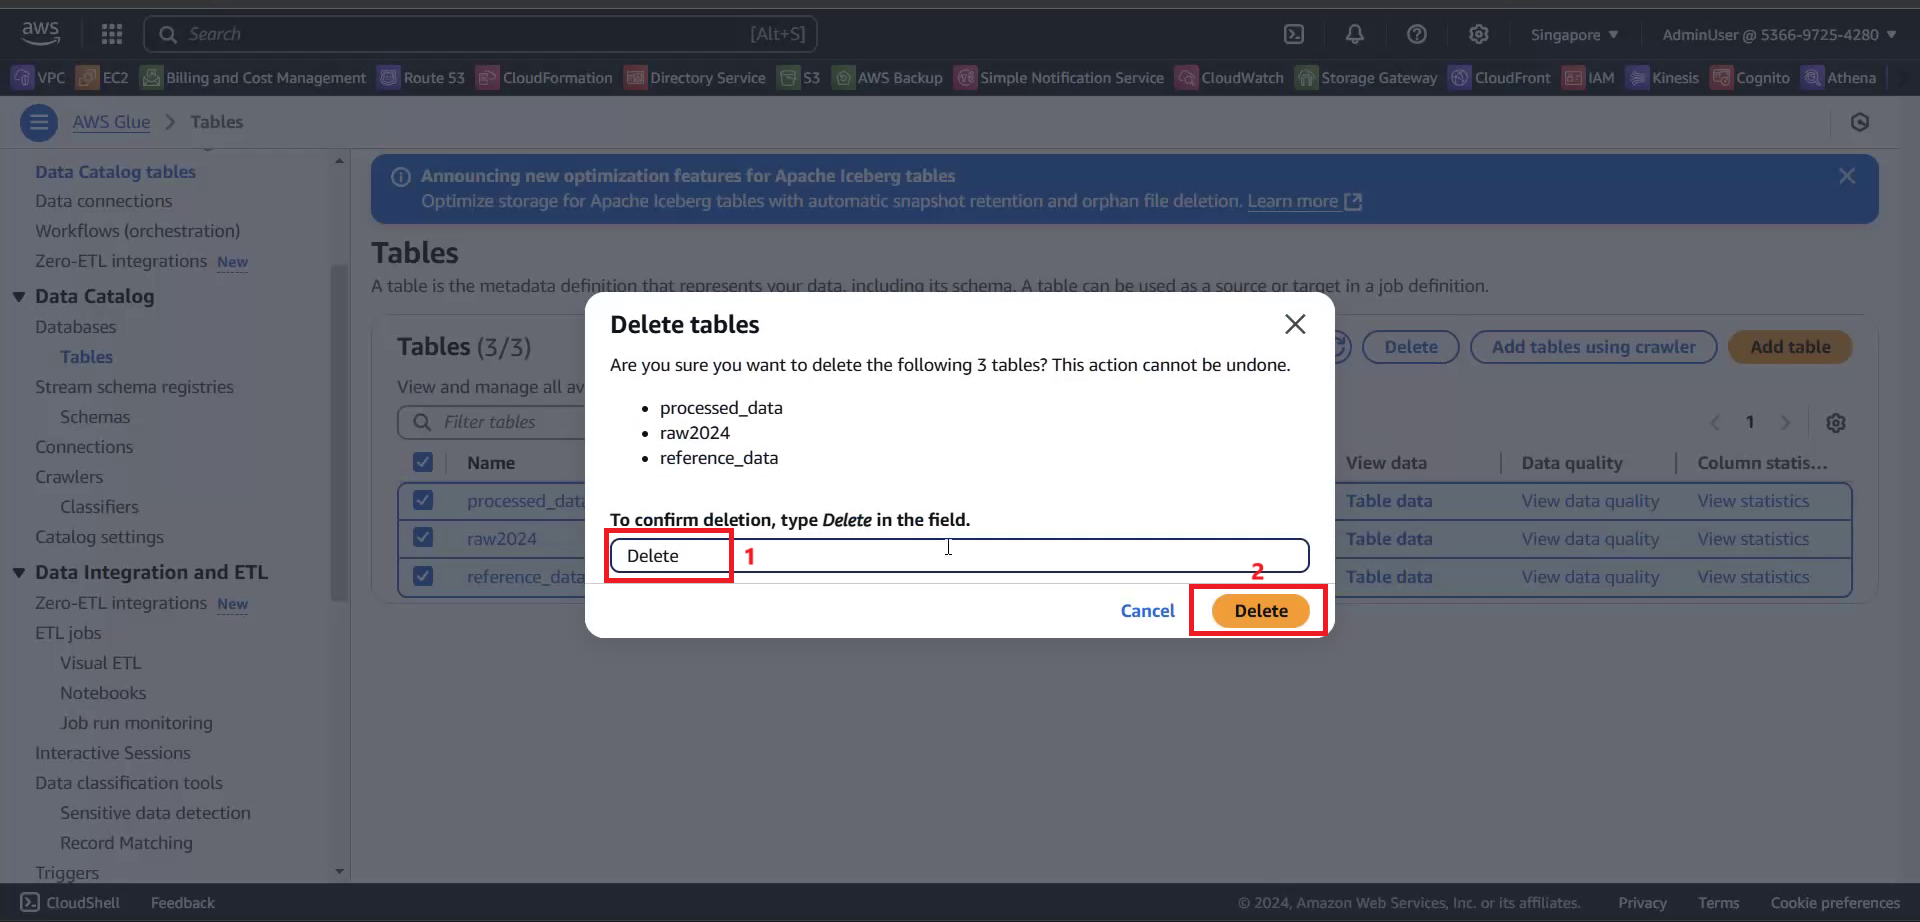 aws
Search [Alt+S]
Singapore ▼
AdminUser @ 5366-9725-4280 ▼
VPC EC2 Billing and Cost Management Route 53 CloudFormation Directory Service S3 AWS Backup Simple Notification Service CloudWatch Storage Gateway CloudFront IAM Kinesis Cognito Athena
AWS Glue > Tables
Data Catalog tables
Data connections
Workflows (orchestration)
Zero-ETL integrations New
Data Catalog
Databases
Tables
Stream schema registries
Schemas
Connections
Crawlers
Classifiers
Catalog settings
Data Integration and ETL
Zero-ETL integrations New
ETL jobs
Visual ETL
Notebooks
Job run monitoring
Interactive Sessions
Data classification tools
Sensitive data detection
Record Matching
Triggers
Announcing new optimization features for Apache Iceberg tables
Optimize storage for Apache Iceberg tables with automatic snapshot retention and orphan file deletion. Learn more
Tables
A table is the metadata definition that represents your data, including its schema. A table can be used as a source or target in a job definition.
Tables (3/3)
Delete
Add tables using crawler
Add table
View and manage all av
Filter tables
1
Name View data Data quality Column statis...
processed_data Table data View data quality View statistics
raw2024 Table data View data quality View statistics
reference_data Table data View data quality View statistics
Delete tables
Are you sure you want to delete the following 3 tables? This action cannot be undone.
• processed_data
• raw2024
• reference_data
To confirm deletion, type Delete in the field.
Delete 1
2
Cancel Delete
CloudShell Feedback
© 2024, Amazon Web Services, Inc. or its affiliates. Privacy Terms Cookie preferences